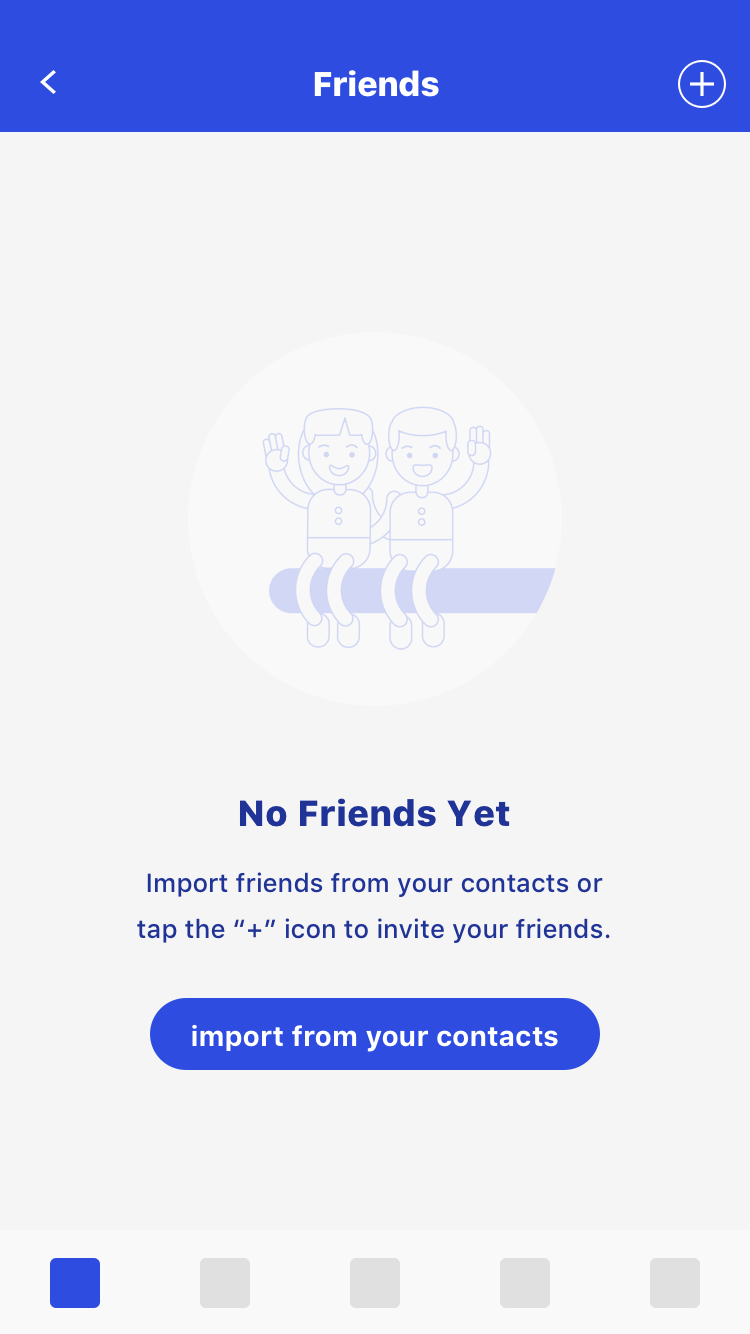 Friends
No Friends Yet
Import friends from your contacts or
tap the “+” icon to invite your friends.
import from your contacts